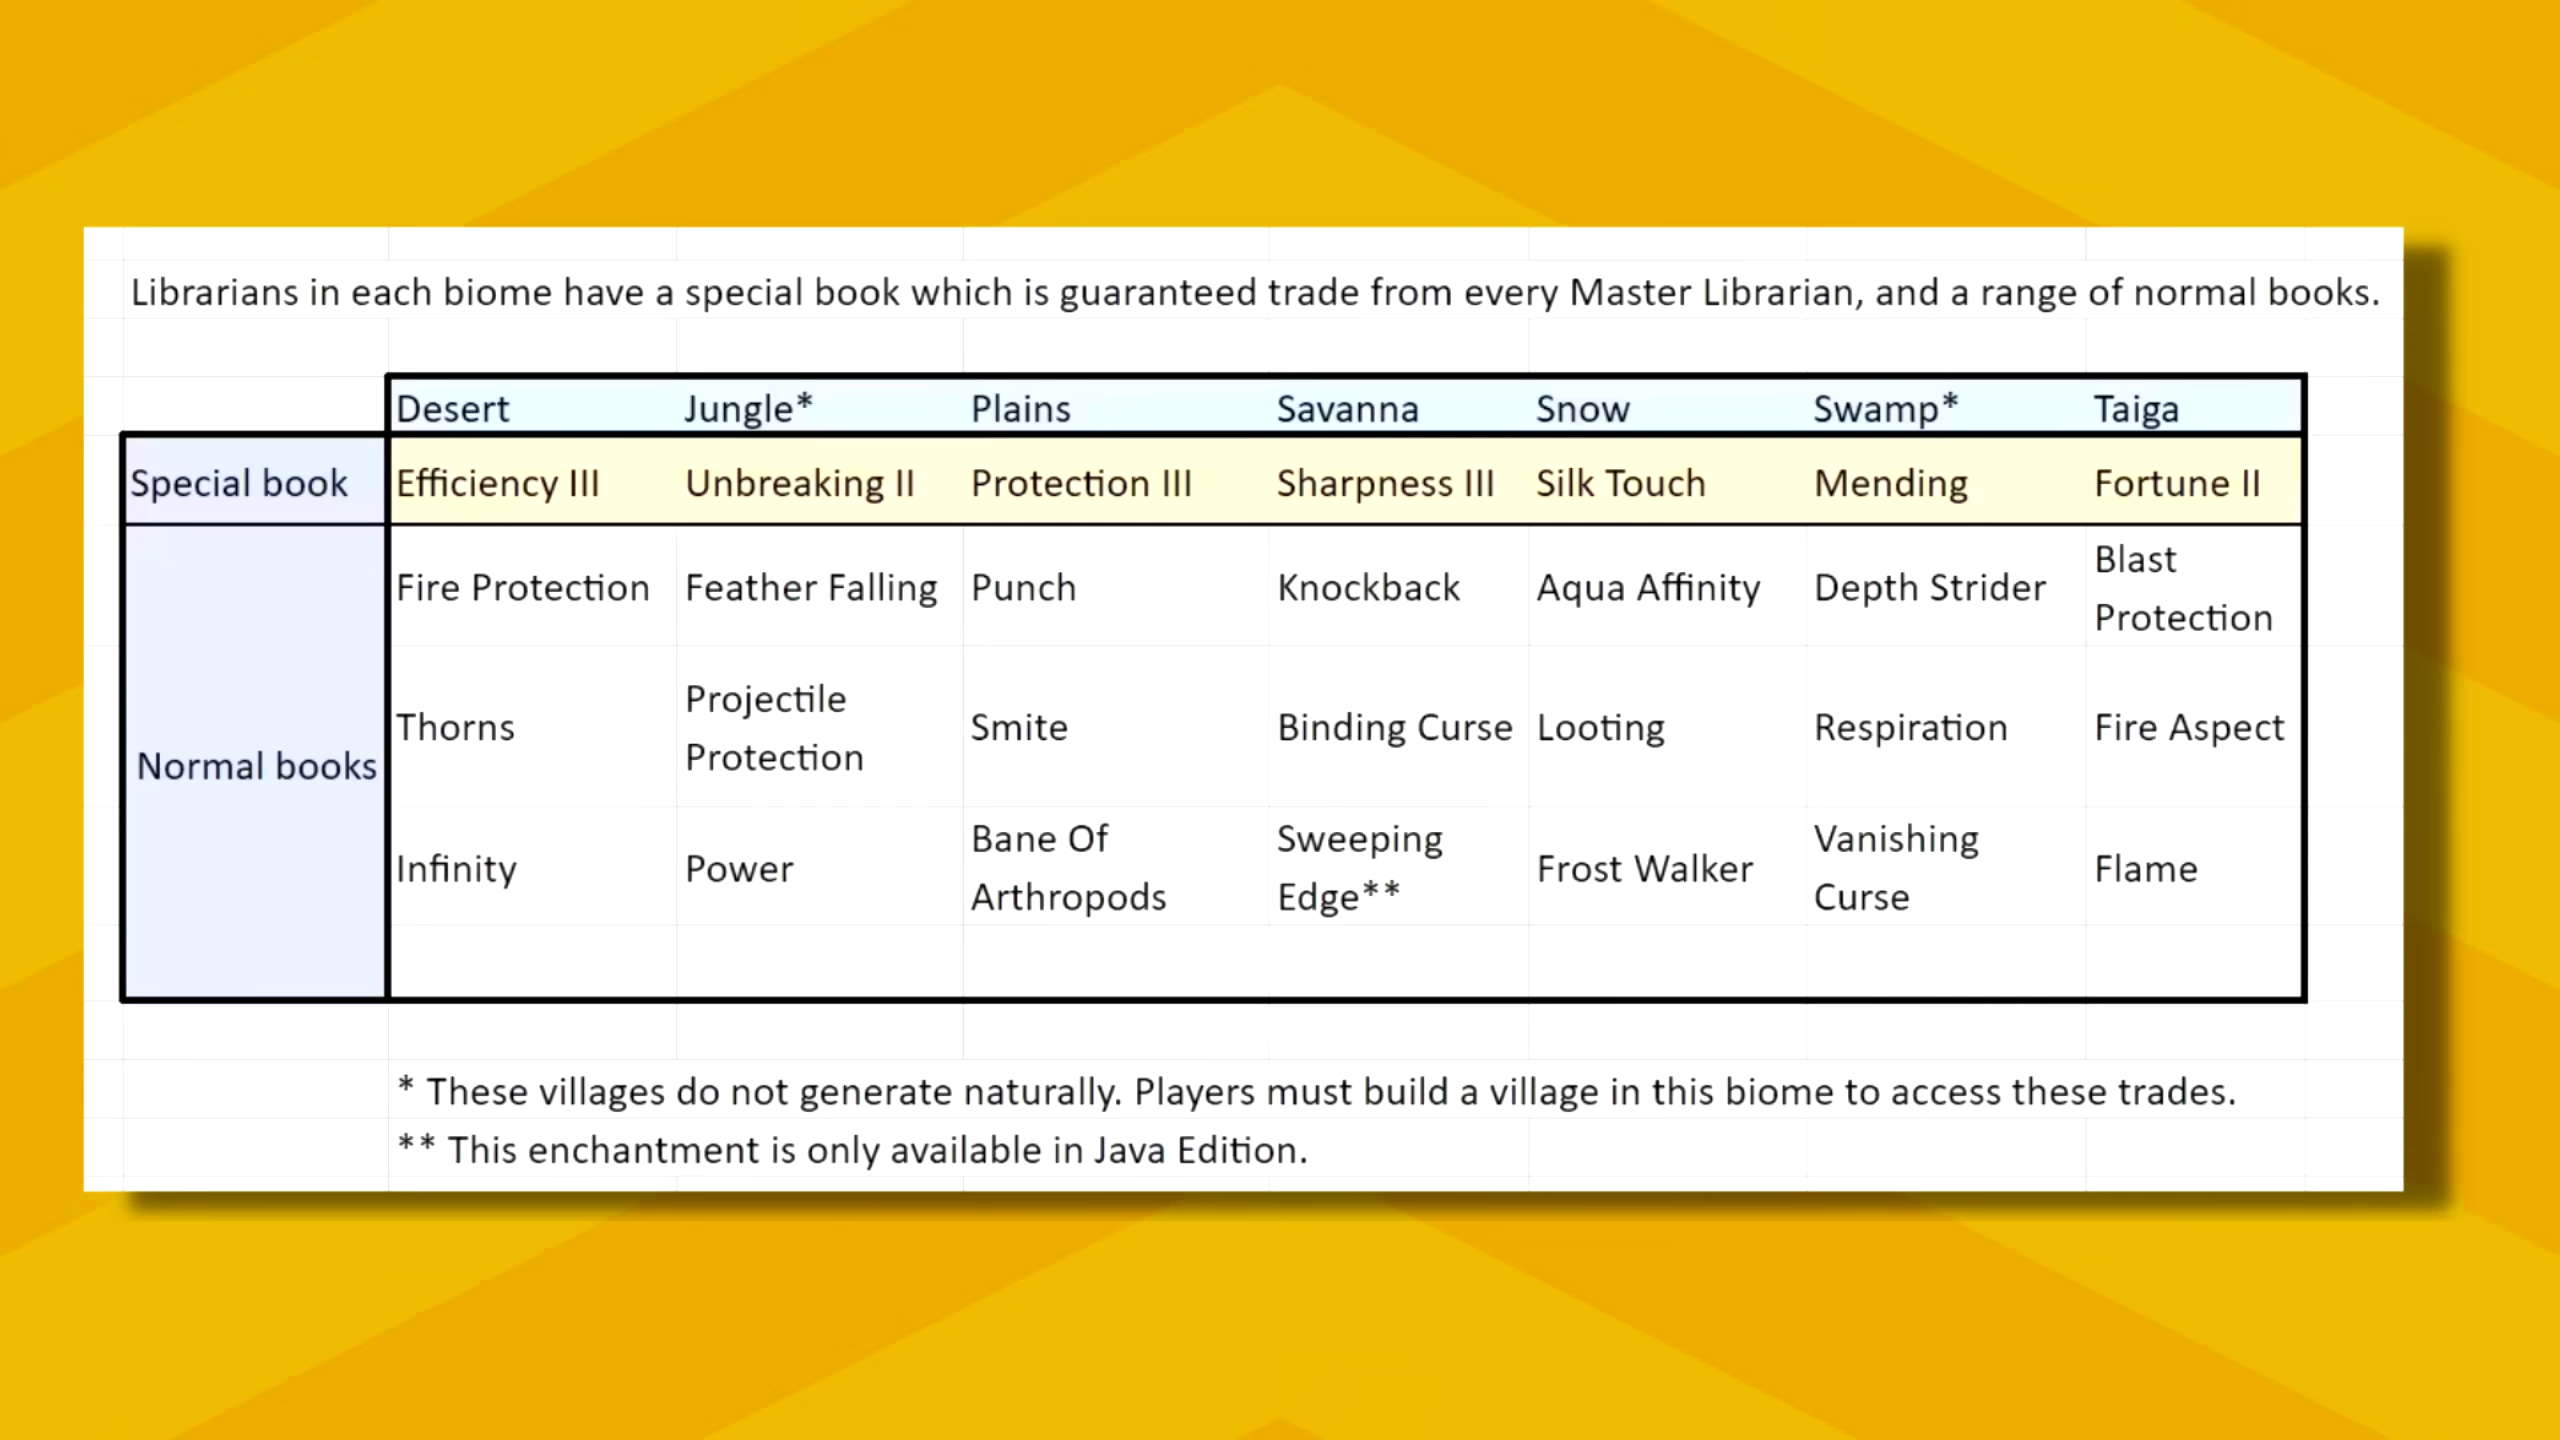 Librarians in each biome have a special book which is guaranteed trade from every Master Librarian, and a range of normal books.
Desert Jungle* Plains Savanna Snow Swamp* Taiga
Special book Efficiency III Unbreaking II Protection III Sharpness III Silk Touch Mending Fortune II
Normal books
Fire Protection Feather Falling Punch Knockback Aqua Affinity Depth Strider Blast
Protection
Thorns Projectile
Protection Smite Binding Curse Looting Respiration Fire Aspect
Infinity Power Bane Of
Arthropods Sweeping
Edge** Frost Walker Vanishing
Curse Flame
* These villages do not generate naturally. Players must build a village in this biome to access these trades.
** This enchantment is only available in Java Edition.